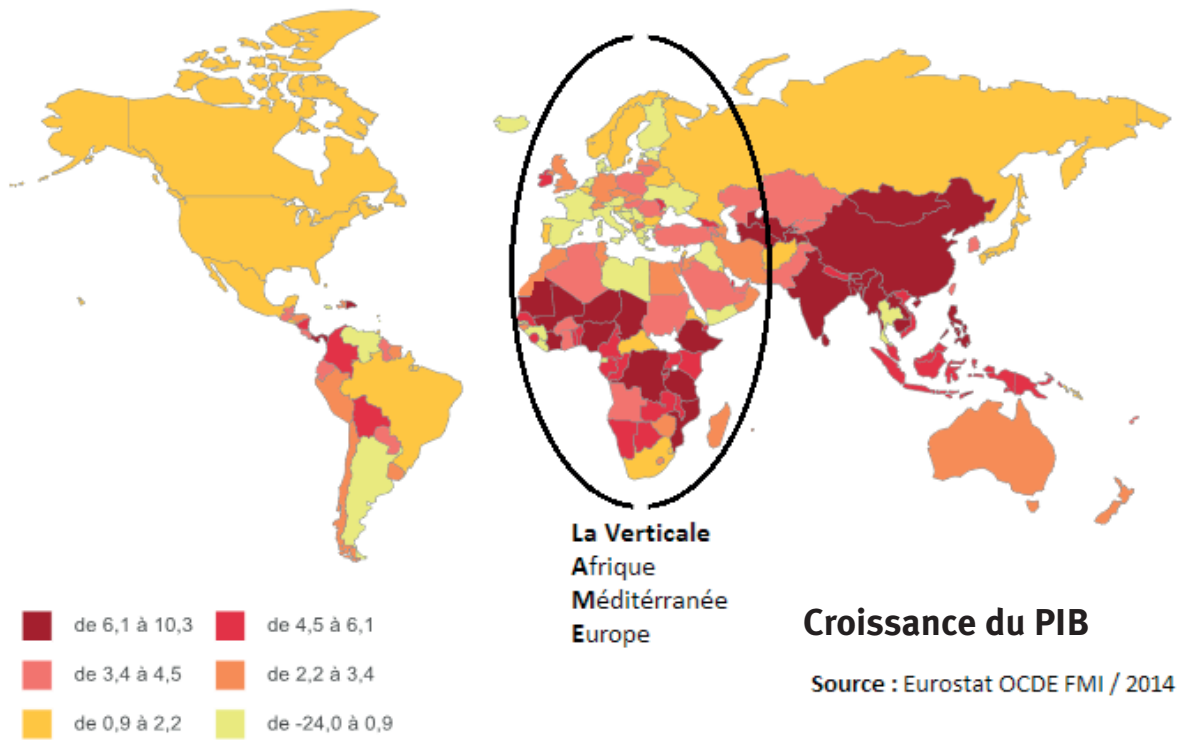 La Verticale
Afrique
Méditérranée
Europe
de 6,1 à 10,3
de 4,5 à 6,1
de 3,4 à 4,5
de 2,2 à 3,4
de 0,9 à 2,2
de -24,0 à 0,9
Croissance du PIB
Source : Eurostat OCDE FMI / 2014